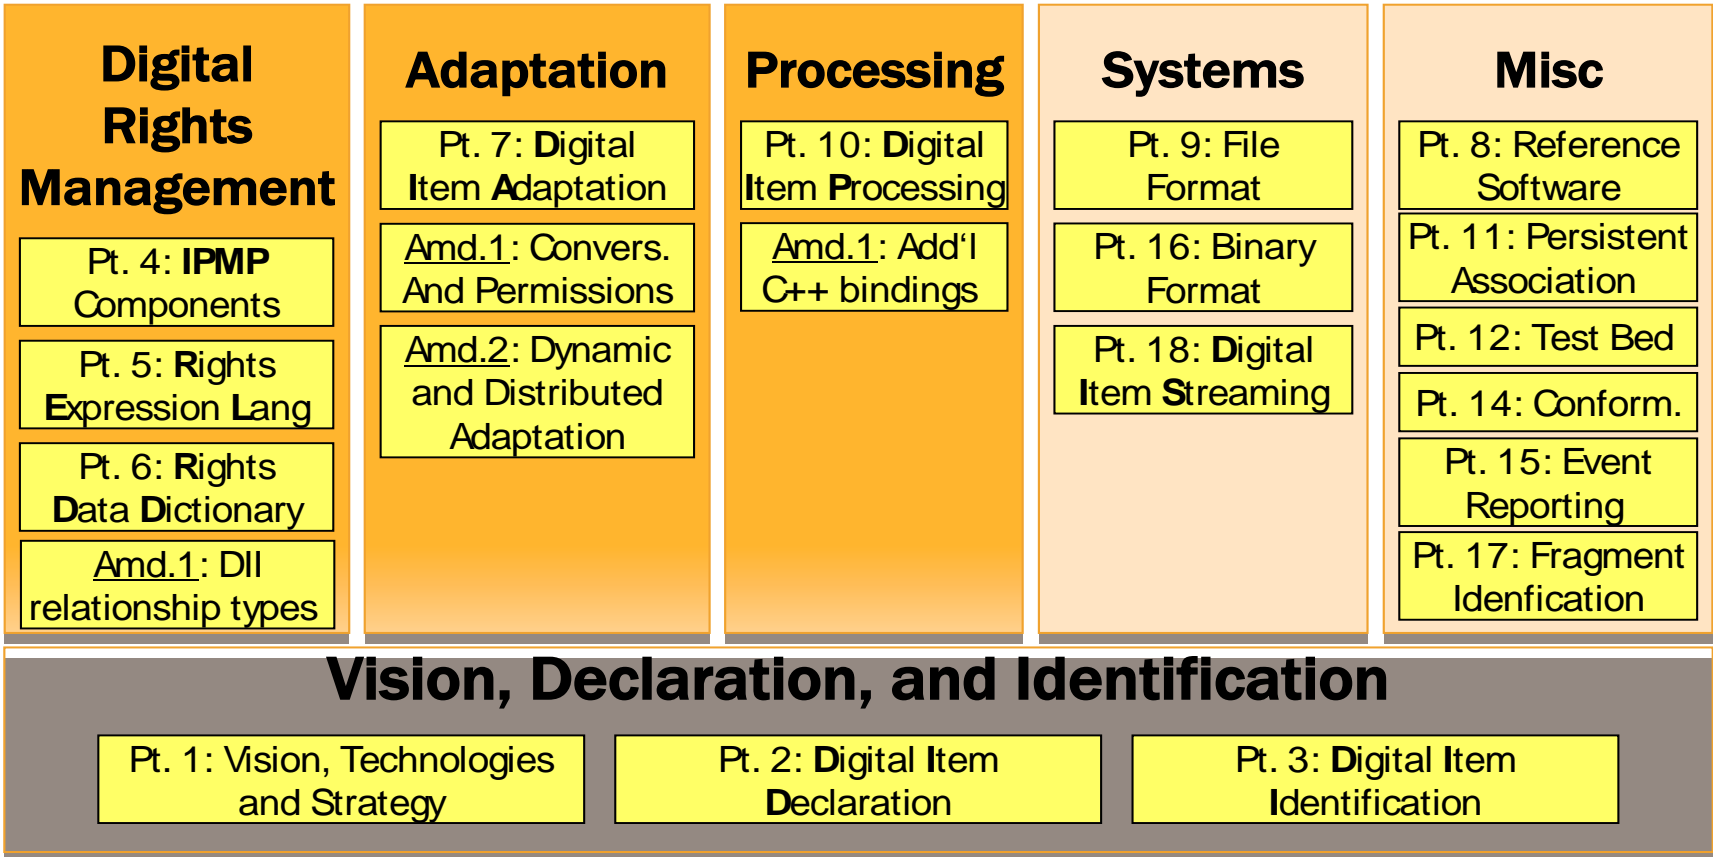 Digital
Rights
Management
Pt. 4: IPMP
Components
Pt. 5: Rights
Expression Lang
Pt. 6: Rights
Data Dictionary
Amd.1: DII
relationship types
Adaptation
Pt. 7: Digital
Item Adaptation
Amd.1: Convers.
And Permissions
Amd.2: Dynamic
and Distributed
Adaptation
Processing
Pt. 10: Digital
Item Processing
Amd.1: Add‘l
C++ bindings
Systems
Pt. 9: File
Format
Pt. 16: Binary
Format
Pt. 18: Digital
Item Streaming
Misc
Pt. 8: Reference
Software
Pt. 11: Persistent
Association
Pt. 12: Test Bed
Pt. 14: Conform.
Pt. 15: Event
Reporting
Pt. 17: Fragment
Idenfication
Vision, Declaration, and Identification
Pt. 1: Vision, Technologies
and Strategy
Pt. 2: Digital Item
Declaration
Pt. 3: Digital Item
Identification